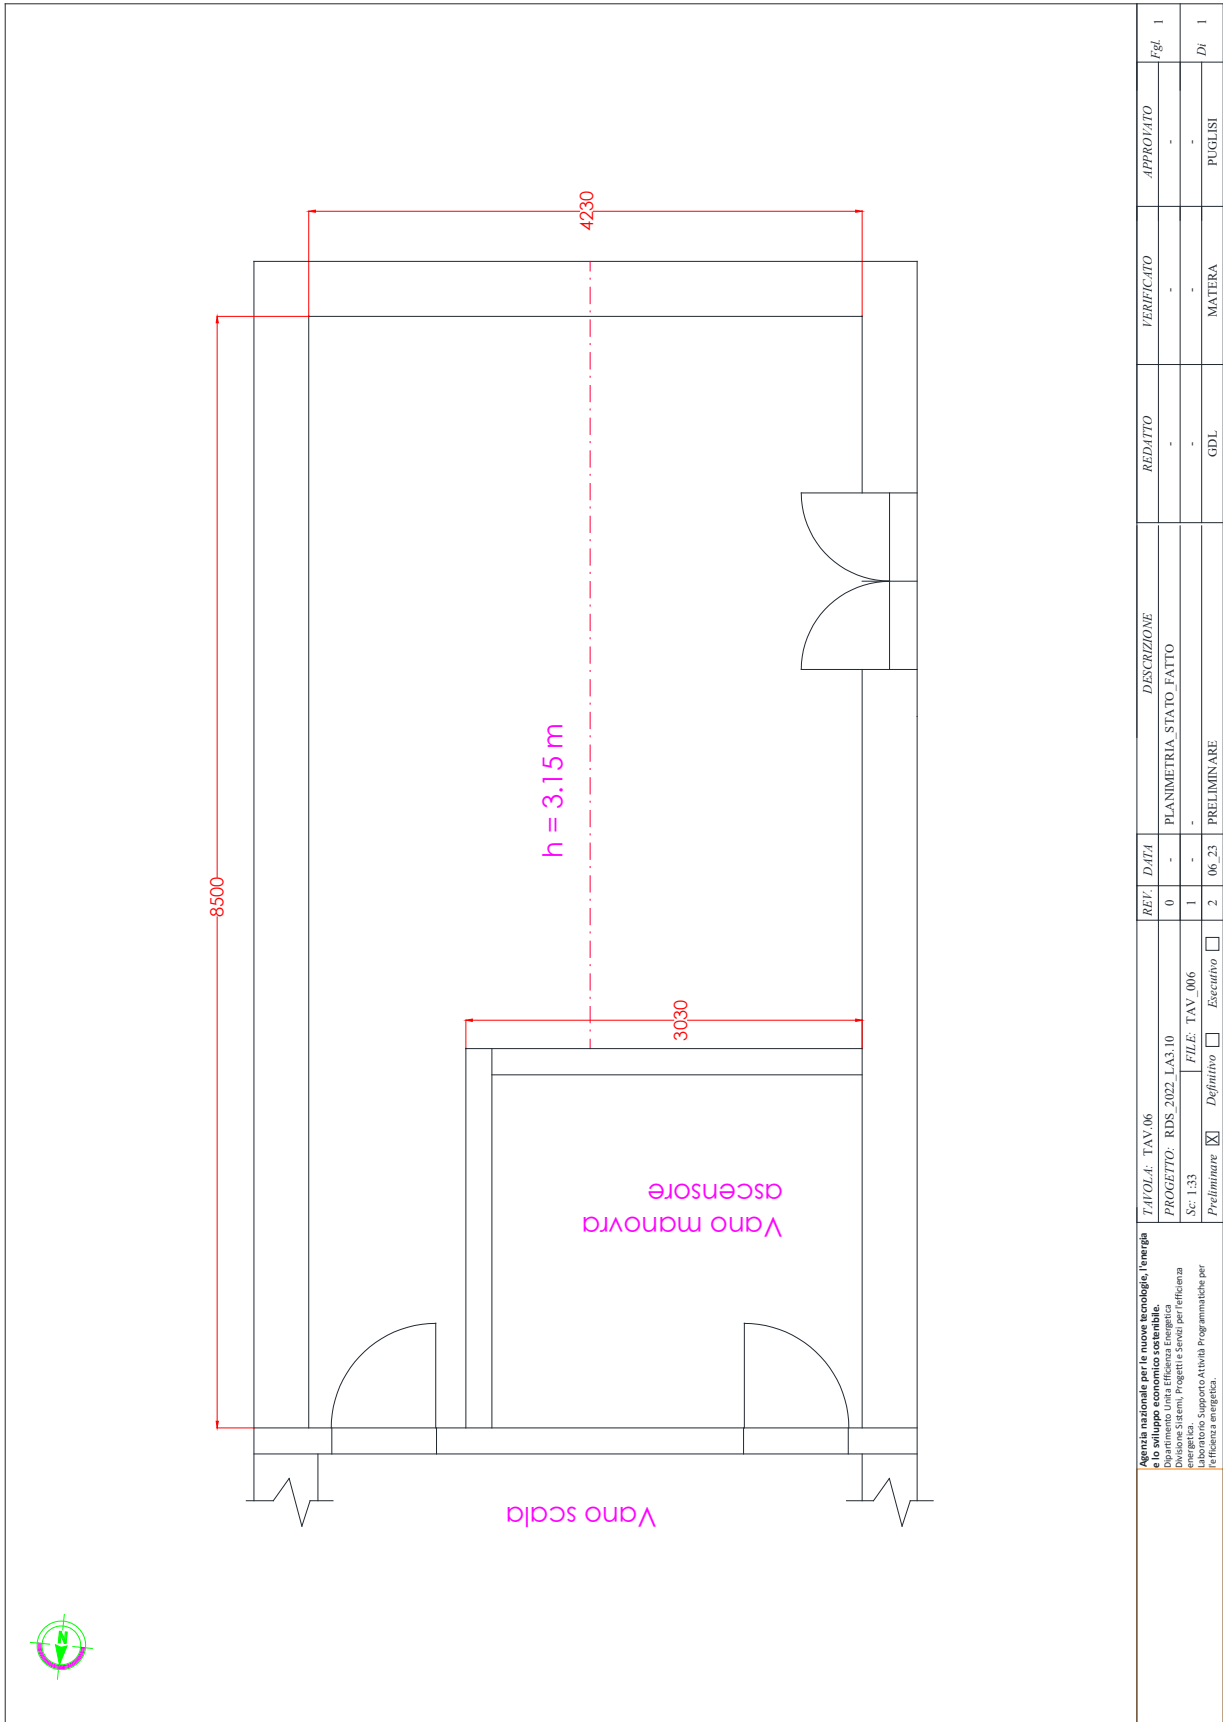 8500
4230
h = 3.15 m
3030
Vano manovra
ascensore
Vano scala
N
Agenzia nazionale per le nuove tecnologie, l'energia
e lo sviluppo economico sostenibile.
Dipartimento Unita Efficienza Energetica
Divisione Sistemi, Progetti e Servizi per l'efficienza
energetica.
Laboratorio Supporto Attività Programmatiche per
l'efficienza energetica.
TAVOLA: TAV.06
PROGETTO: RDS_2022_LA3.10
Sc: 1:33 FILE: TAV_006
Preliminare X Definitivo Esecutivo
REV. DATA DESCRIZIONE REDATTO VERIFICATO APPROVATO Fgl. 1
0 - PLANIMETRIA_STATO_FATTO - - -
1 - - - - Di 1
2 06_23 PRELIMINARE GDL MATERA PUGLISI